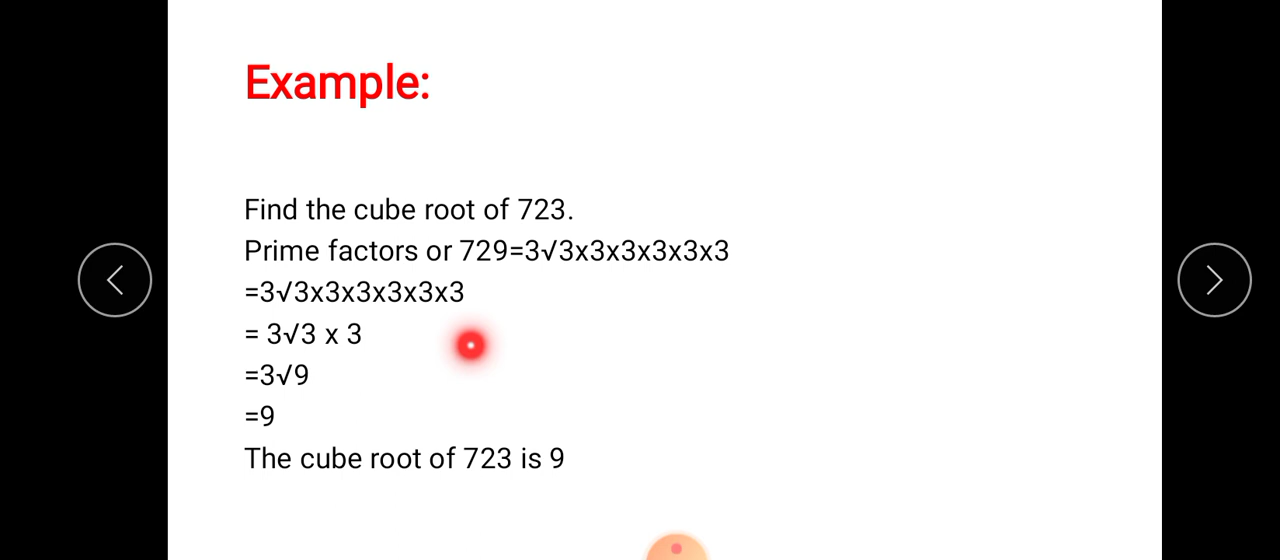 Example:
Find the cube root of 723.
Prime factors or 729=3√3x3x3x3x3x3
=3√3x3x3x3x3x3
= 3√3 x 3
=3√9
=9
The cube root of 723 is 9